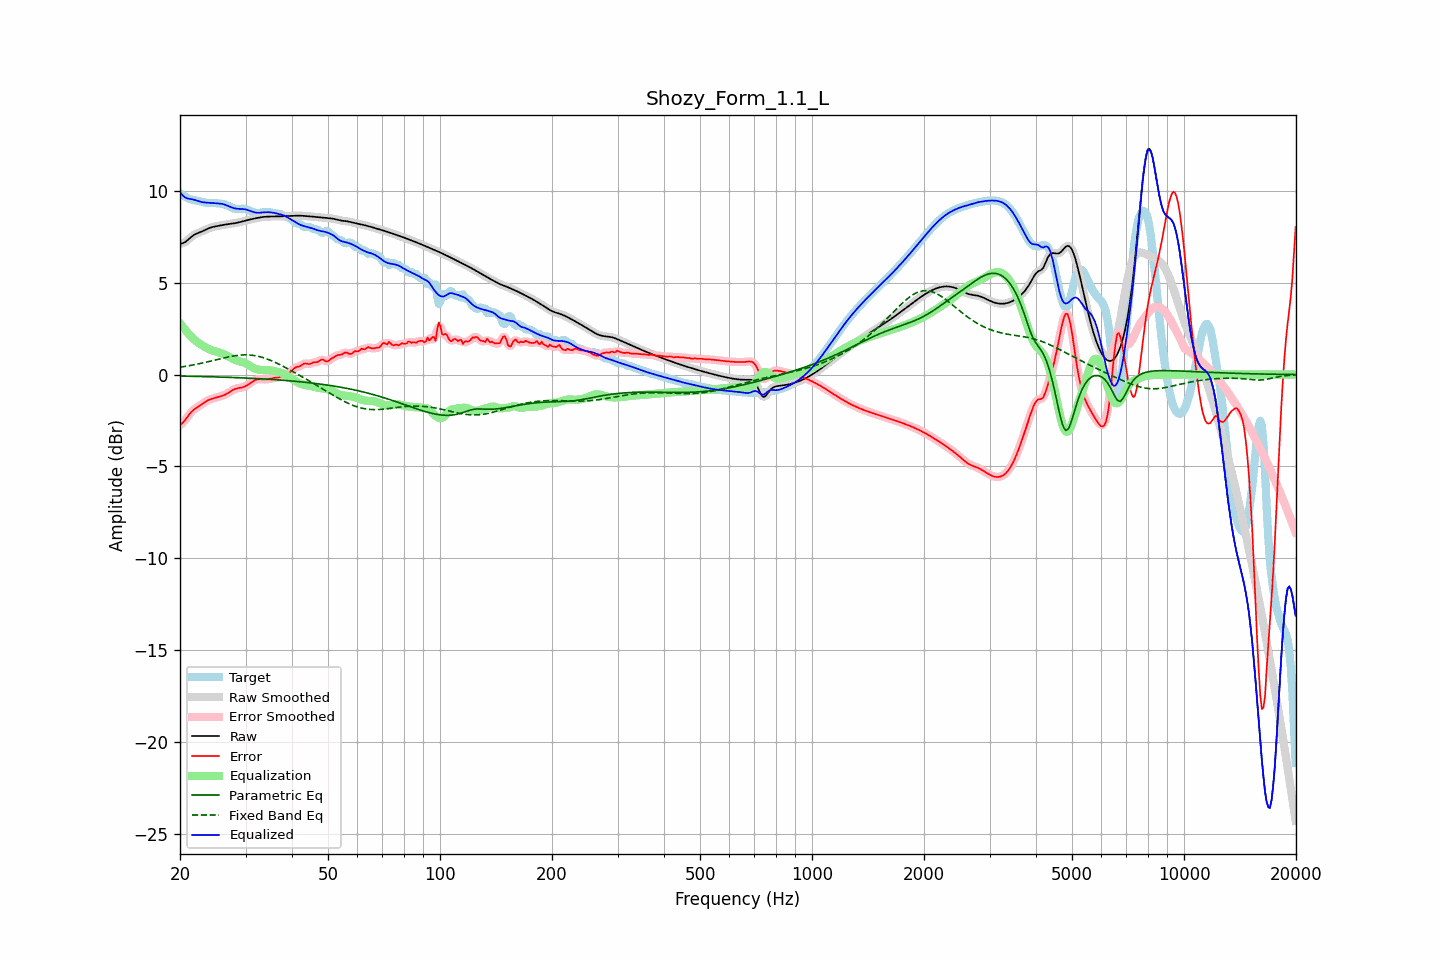 Shozy_Form_1.1_L
Amplitude (dBr)
10
5
0
−5
−10
−15
−20
−25
Target
Raw Smoothed
Error Smoothed
Raw
Error
Equalization
Parametric Eq
Fixed Band Eq
Equalized
20 50 100 200 500 1000 2000 5000 10000 20000
Frequency (Hz)